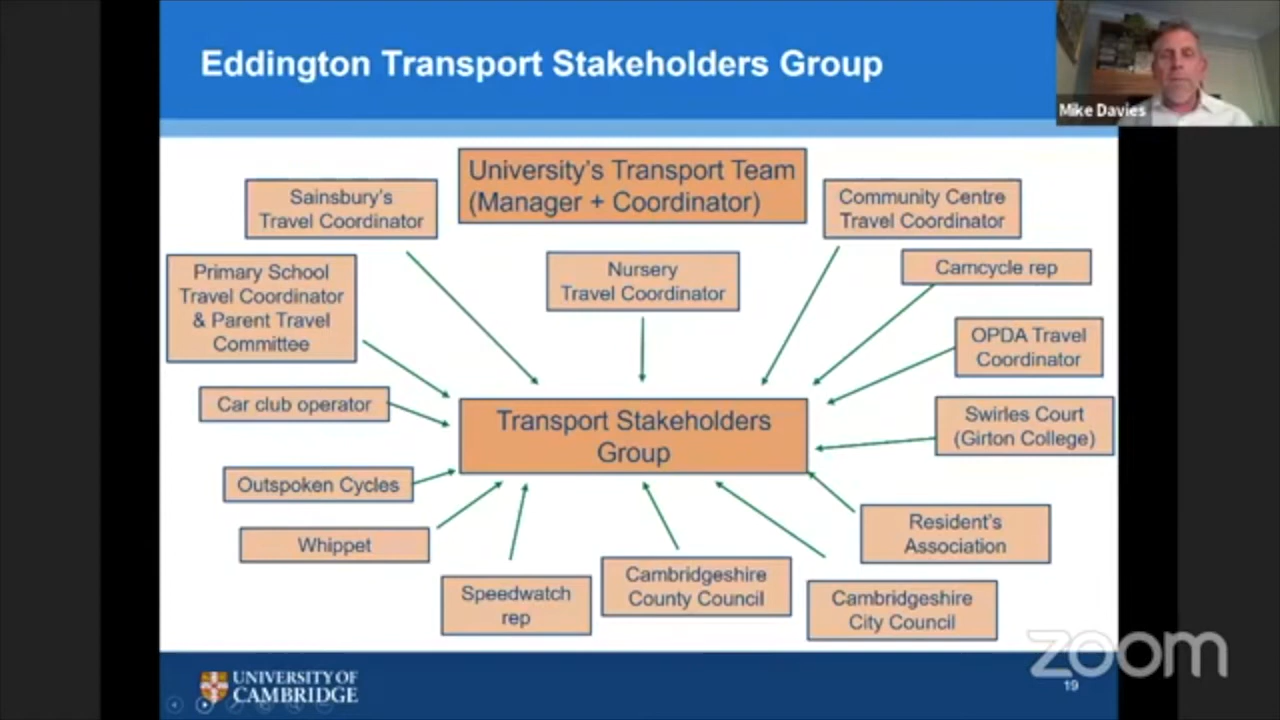 Eddington Transport Stakeholders Group
Mike Davies
University's Transport Team
(Manager + Coordinator)
Sainsbury's
Travel Coordinator
Community Centre
Travel Coordinator
Primary School
Travel Coordinator
& Parent Travel
Committee
Nursery
Travel Coordinator
Camcycle rep
OPDA Travel
Coordinator
Car club operator
Transport Stakeholders
Group
Swirles Court
(Girton College)
Outspoken Cycles
Whippet
Resident's
Association
Speedwatch
rep
Cambridgeshire
County Council
Cambridgeshire
City Council
zoom
UNIVERSITY OF
CAMBRIDGE
19